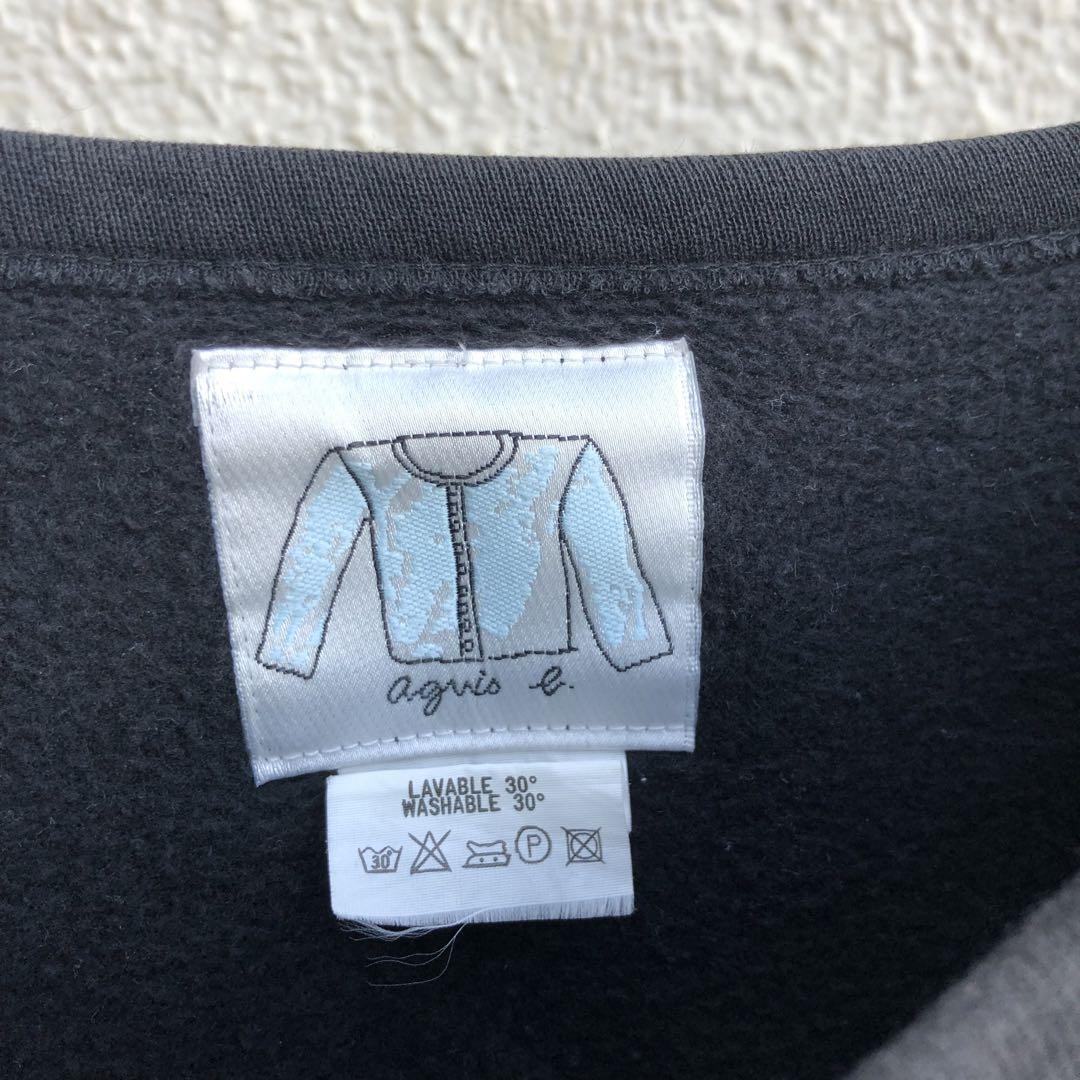 agnès b.
LAVABLE 30°
WASHABLE 30°
30°
P